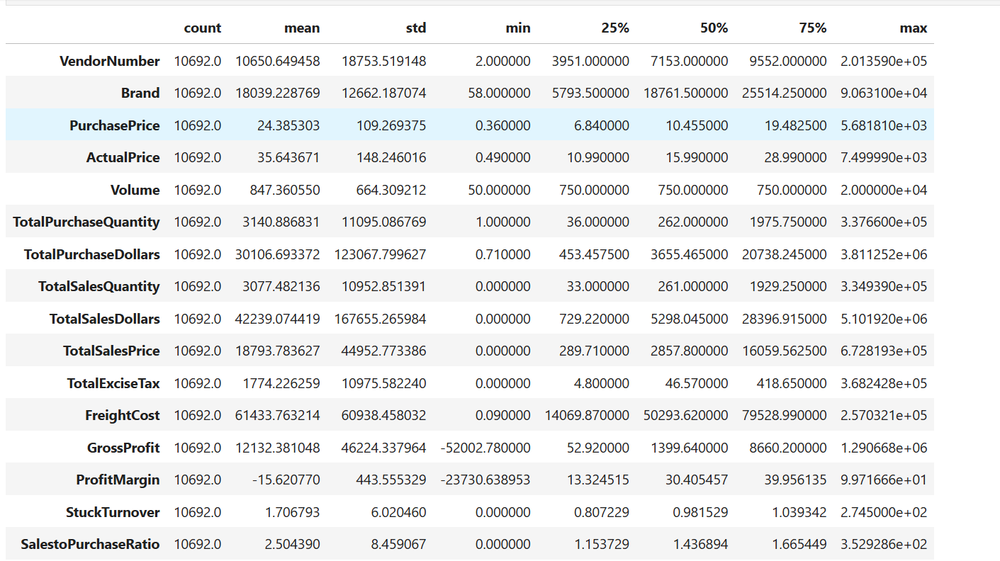 count mean std min 25% 50% 75% max
VendorNumber 10692.0 10650.649458 18753.519148 2.000000 3951.000000 7153.000000 9552.000000 2.013590e+05
Brand 10692.0 18039.228769 12662.187074 58.000000 5793.500000 18761.500000 25514.250000 9.063100e+04
PurchasePrice 10692.0 24.385303 109.269375 0.360000 6.840000 10.455000 19.482500 5.681810e+03
ActualPrice 10692.0 35.643671 148.246016 0.490000 10.990000 15.990000 28.990000 7.499990e+03
Volume 10692.0 847.360550 664.309212 50.000000 750.000000 750.000000 750.000000 2.000000e+04
TotalPurchaseQuantity 10692.0 3140.886831 11095.086769 1.000000 36.000000 262.000000 1975.750000 3.376600e+05
TotalPurchaseDollars 10692.0 30106.693372 123067.799627 0.710000 453.457500 3655.465000 20738.245000 3.811252e+06
TotalSalesQuantity 10692.0 3077.482136 10952.851391 0.000000 33.000000 261.000000 1929.250000 3.349390e+05
TotalSalesDollars 10692.0 42239.074419 167655.265984 0.000000 729.220000 5298.045000 28396.915000 5.101920e+06
TotalSalesPrice 10692.0 18793.783627 44952.773386 0.000000 289.710000 2857.800000 16059.562500 6.728193e+05
TotalExciseTax 10692.0 1774.226259 10975.582240 0.000000 4.800000 46.570000 418.650000 3.682428e+05
FreightCost 10692.0 61433.763214 60938.458032 0.090000 14069.870000 50293.620000 79528.990000 2.570321e+05
GrossProfit 10692.0 12132.381048 46224.337964 -52002.780000 52.920000 1399.640000 8660.200000 1.290668e+06
ProfitMargin 10692.0 -15.620770 443.555329 -23730.638953 13.324515 30.405457 39.956135 9.971666e+01
StuckTurnover 10692.0 1.706793 6.020460 0.000000 0.807229 0.981529 1.039342 2.745000e+02
SalestoPurchaseRatio 10692.0 2.504390 8.459067 0.000000 1.153729 1.436894 1.665449 3.529286e+02